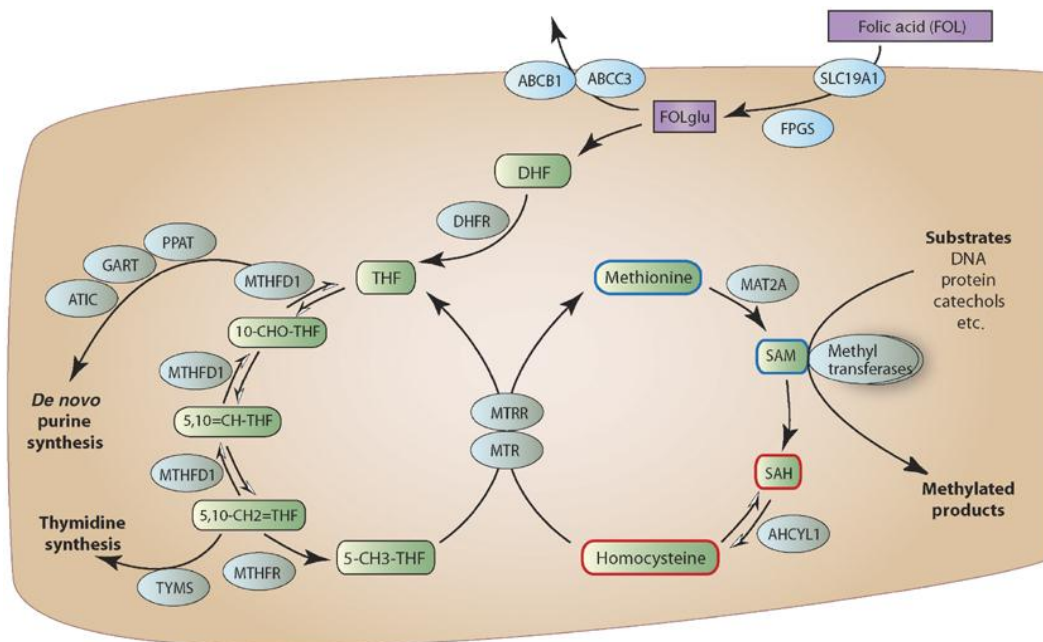 Folic acid (FOL)
ABCB1
ABCC3
SLC19A1
FOLglu
FPGS
DHF
DHFR
PPAT
GART
ATIC
MTHFD1
THF
Methionine
MAT2A
Substrates
DNA
protein
catechols
etc.
10-CHO-THF
SAM
Methyl
transferases
MTHFD1
De novo
purine
synthesis
5,10=CH-THF
MTRR
MTR
MTHFD1
SAH
Methylated
products
5,10-CH2=THF
Thymidine
synthesis
AHCYL1
5-CH3-THF
Homocysteine
MTHFR
TYMS